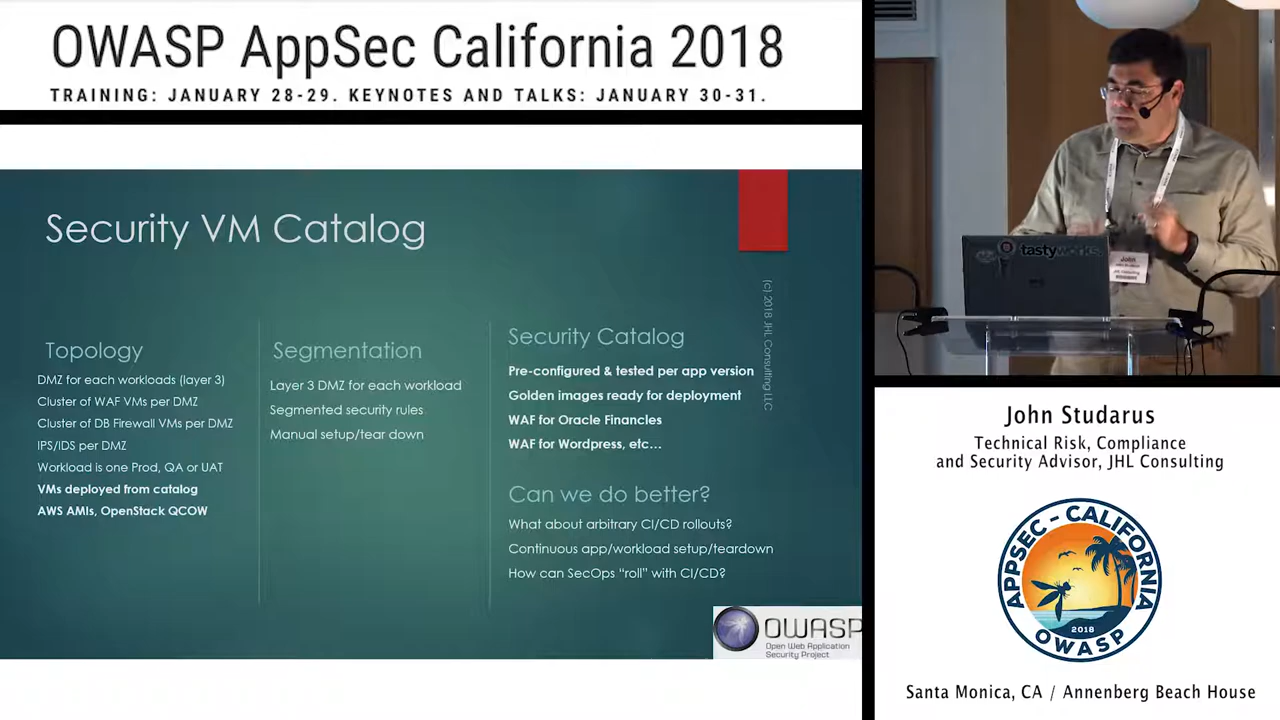 OWASP AppSec California 2018
TRAINING: JANUARY 28-29. KEYNOTES AND TALKS: JANUARY 30-31.
Security VM Catalog
Topology
DMZ for each workloads (layer 3)
Cluster of WAF VMs per DMZ
Cluster of DB Firewall VMs per DMZ
IPS/IDS per DMZ
Workload is one Prod, QA or UAT
VMs deployed from catalog
AWS AMIs, OpenStack QCOW
Segmentation
Layer 3 DMZ for each workload
Segmented security rules
Manual setup/tear down
Security Catalog
Pre-configured & tested per app version
Golden images ready for deployment
WAF for Oracle Financles
WAF for Wordpress, etc...
Can we do better?
What about arbitrary CI/CD rollouts?
Continuous app/workload setup/teardown
How can SecOps “roll” with CI/CD?
(c) 2018 JHL Consulting LLC
OWASP
Open Web Application
Security Project
tastyworks.
John
John Studarus
JHL Consulting
John Studarus
Technical Risk, Compliance
and Security Advisor, JHL Consulting
APPSEC - CALIFORNIA
2018
OWASP
Santa Monica, CA / Annenberg Beach House